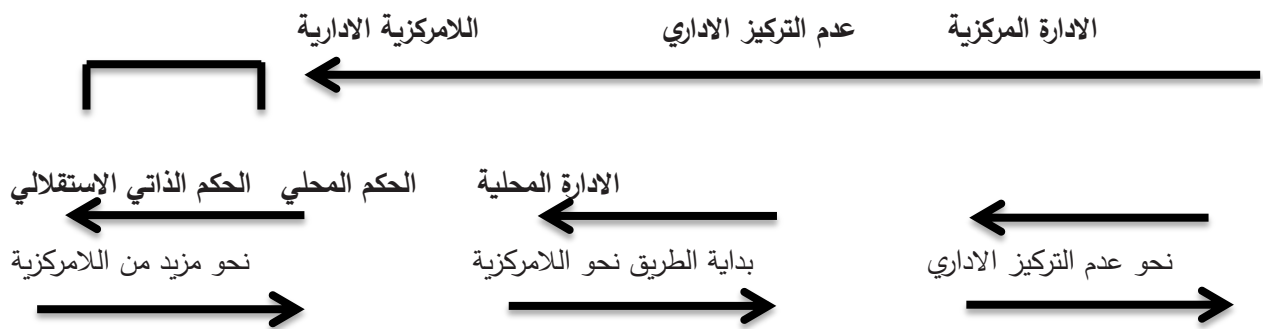 الادارة المركزية عدم التركيز الاداري اللامركزية الادارية
الادارة المحلية الحكم المحلي الحكم الذاتي الاستقلالي
نحو عدم التركيز الاداري بداية الطريق نحو اللامركزية نحو مزيد من اللامركزية